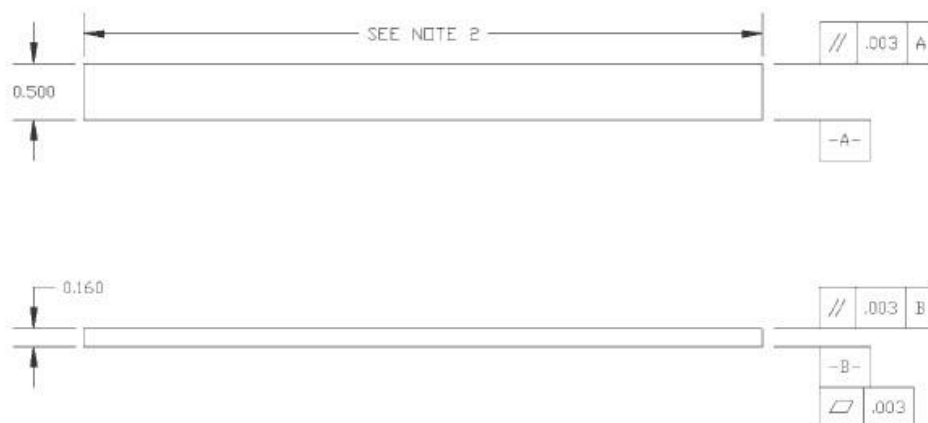 SEE NOTE 2
// .003 A
0.500
-A-
0.160
// .003 B
-B-
.003